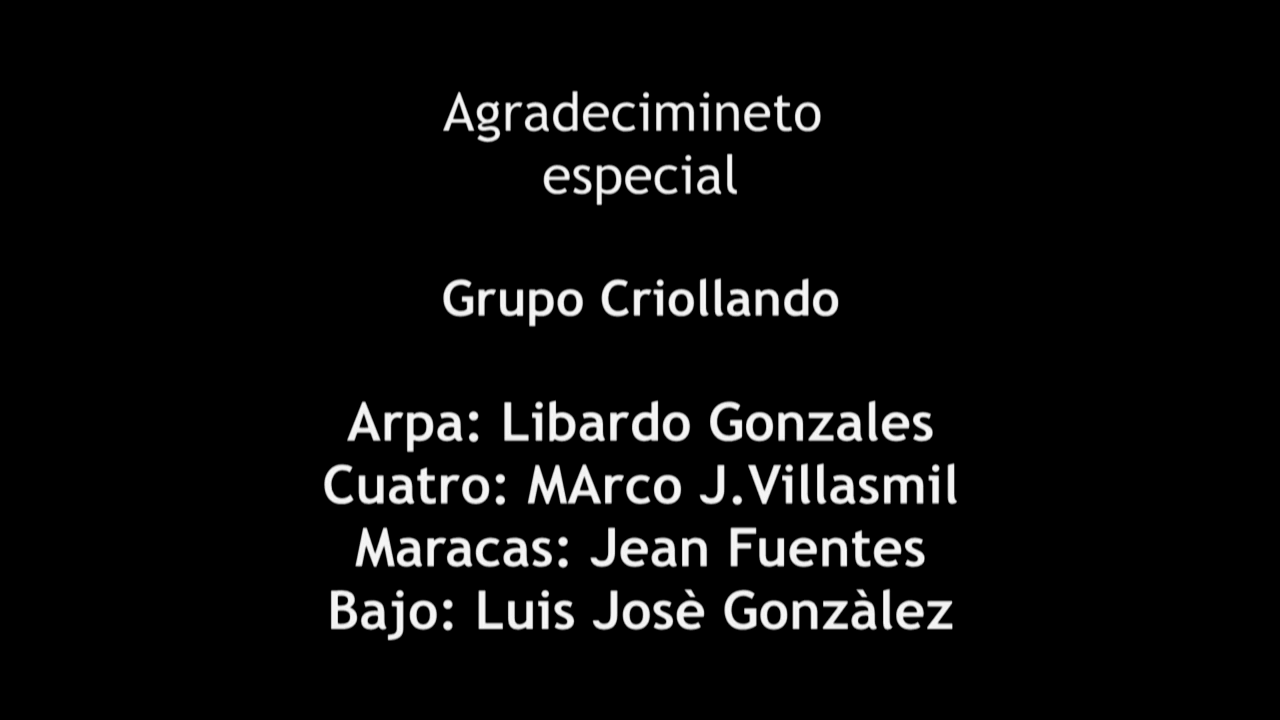 Agradecimineto
especial
Grupo Criollando
Arpa: Libardo Gonzales
Cuatro: MArco J.Villasmil
Maracas: Jean Fuentes
Bajo: Luis Josè Gonzàlez